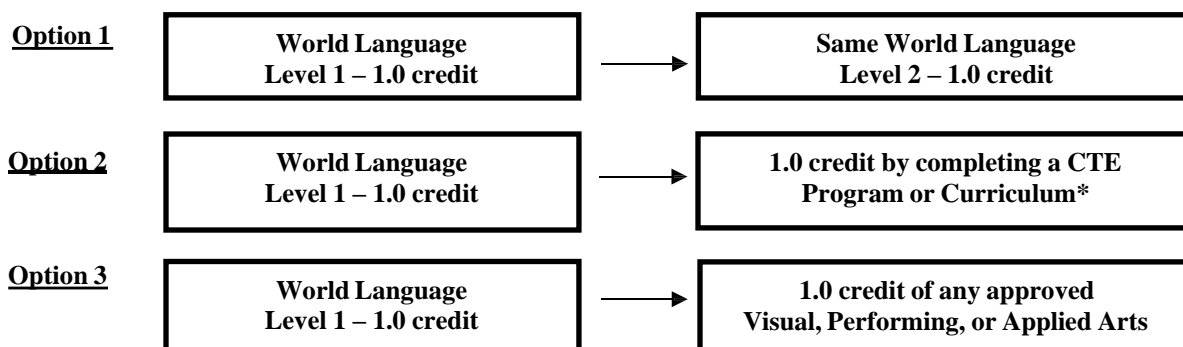 Option 1
World Language
Level 1 – 1.0 credit
Same World Language
Level 2 – 1.0 credit
Option 2
World Language
Level 1 – 1.0 credit
1.0 credit by completing a CTE
Program or Curriculum*
Option 3
World Language
Level 1 – 1.0 credit
1.0 credit of any approved
Visual, Performing, or Applied Arts